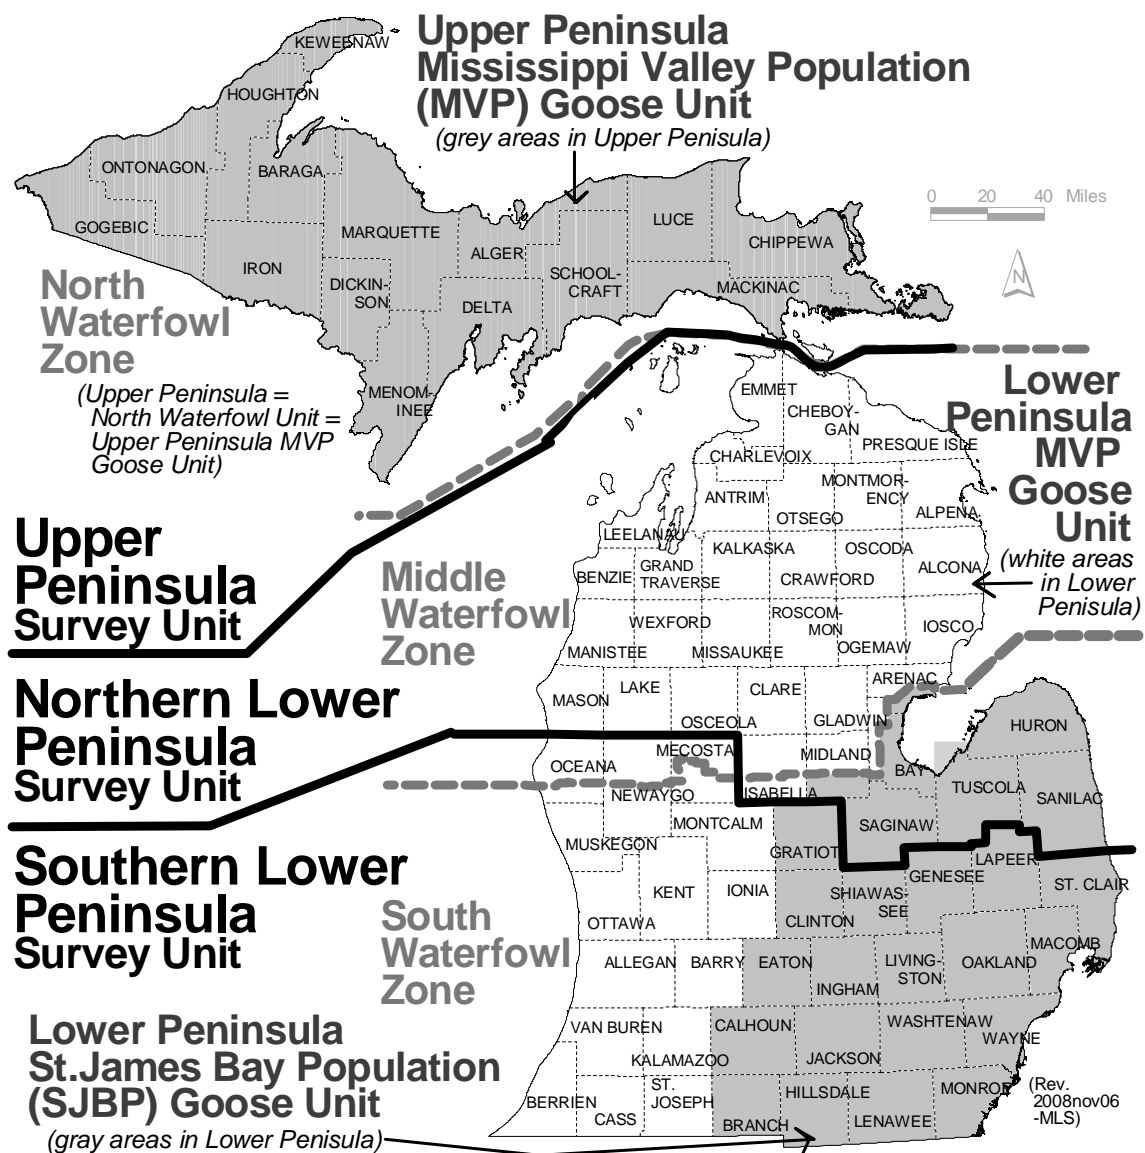 Upper Peninsula
Mississippi Valley Population
(MVP) Goose Unit
(grey areas in Upper Penisula)
KEWEENAW
HOUGHTON
ONTONAGON
BARAGA
GOGEBIC
MARQUETTE
IRON
ALGER
LUCE
CHIPPEWA
DICKIN-
SON
SCHOOL-
CRAFT
MACKINAC
DELTA
MENOM-
INEE
0 20 40 Miles
N
North
Waterfowl
Zone
(Upper Peninsula =
North Waterfowl Unit =
Upper Peninsula MVP
Goose Unit)
Lower
Peninsula
MVP
Goose
Unit
(white areas
in Lower
Penisula)
Upper
Peninsula
Survey Unit
Middle
Waterfowl
Zone
EMMET
CHEBOY-
GAN
PRESQUE ISLE
CHARLEVOIX
ANTRIM
OTSEGO
MONTMOR-
ENCY
ALPENA
LEELANAU
KALKASKA
OSCODA
ALCONA
BENZIE
GRAND
TRAVERSE
CRAWFORD
WEXFORD
ROSCOM-
MON
IOSCO
MANISTEE
MISSAUKEE
OGEMAW
ARENAC
MASON
LAKE
CLARE
OSCEOLA
GLADWIN
HURON
Northern Lower
Peninsula
Survey Unit
OCEANA
MECOSTA
MIDLAND
BAY
NEWAYGO
ISABELLA
TUSCOLA
SANILAC
MONTCALM
SAGINAW
MUSKEGON
GRATIOT
LAPEER
GENESEE
ST. CLAIR
Southern Lower
Peninsula
Survey Unit
South
Waterfowl
Zone
KENT
IONIA
SHIAWAS-
SEE
OTTAWA
CLINTON
MACOMB
ALLEGAN
BARRY
EATON
INGHAM
LIVING-
STON
OAKLAND
VAN BUREN
KALAMAZOO
CALHOUN
JACKSON
WASHTENAW
WAYNE
BERRIEN
CASS
ST.
JOSEPH
BRANCH
HILLSDALE
LENAWEE
MONROE
(Rev.
2008nov06
-MLS)
Lower Peninsula
St.James Bay Population
(SJBP) Goose Unit
(gray areas in Lower Penisula)